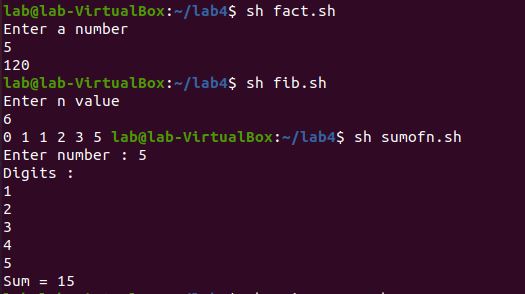 lab@lab-VirtualBox:~/lab4$ sh fact.sh
Enter a number
5
120
lab@lab-VirtualBox:~/lab4$ sh fib.sh
Enter n value
6
0 1 1 2 3 5 lab@lab-VirtualBox:~/lab4$ sh sumofn.sh
Enter number : 5
Digits :
1
2
3
4
5
Sum = 15